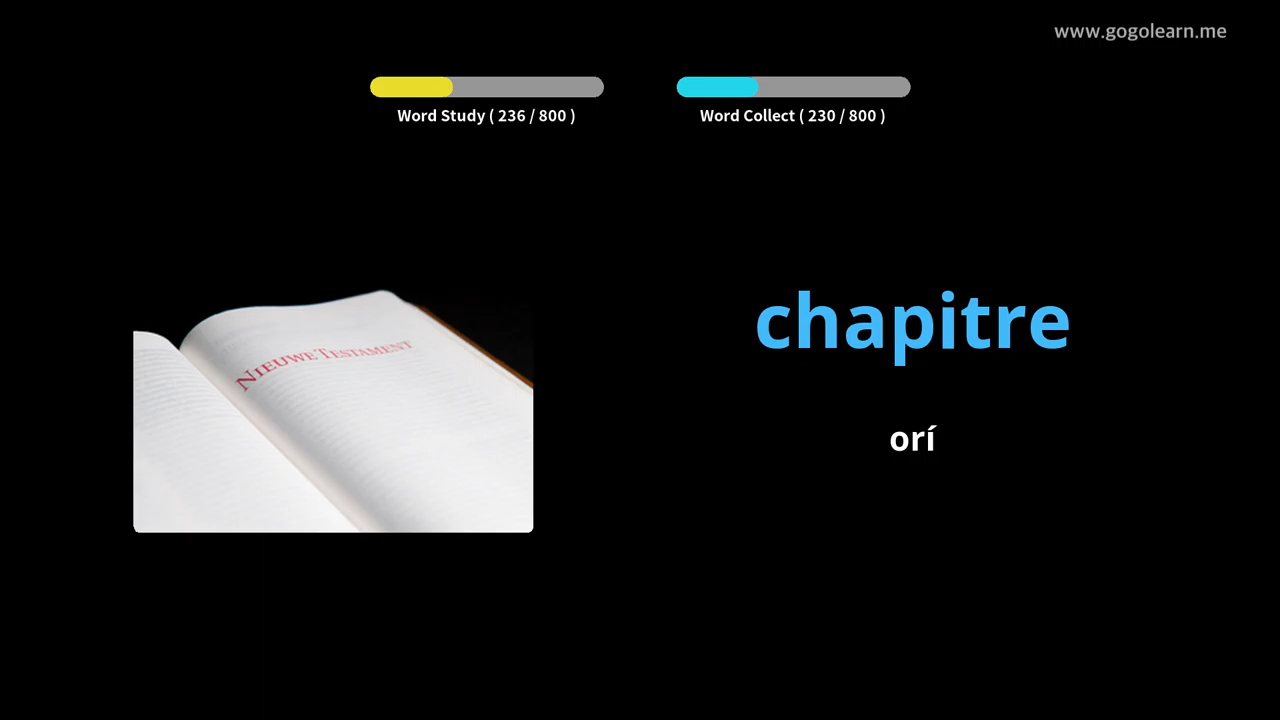 www.gogolearn.me
Word Study ( 236 / 800 )
Word Collect ( 230 / 800 )
NIEUWE TESTAMENT
chapitre
orí